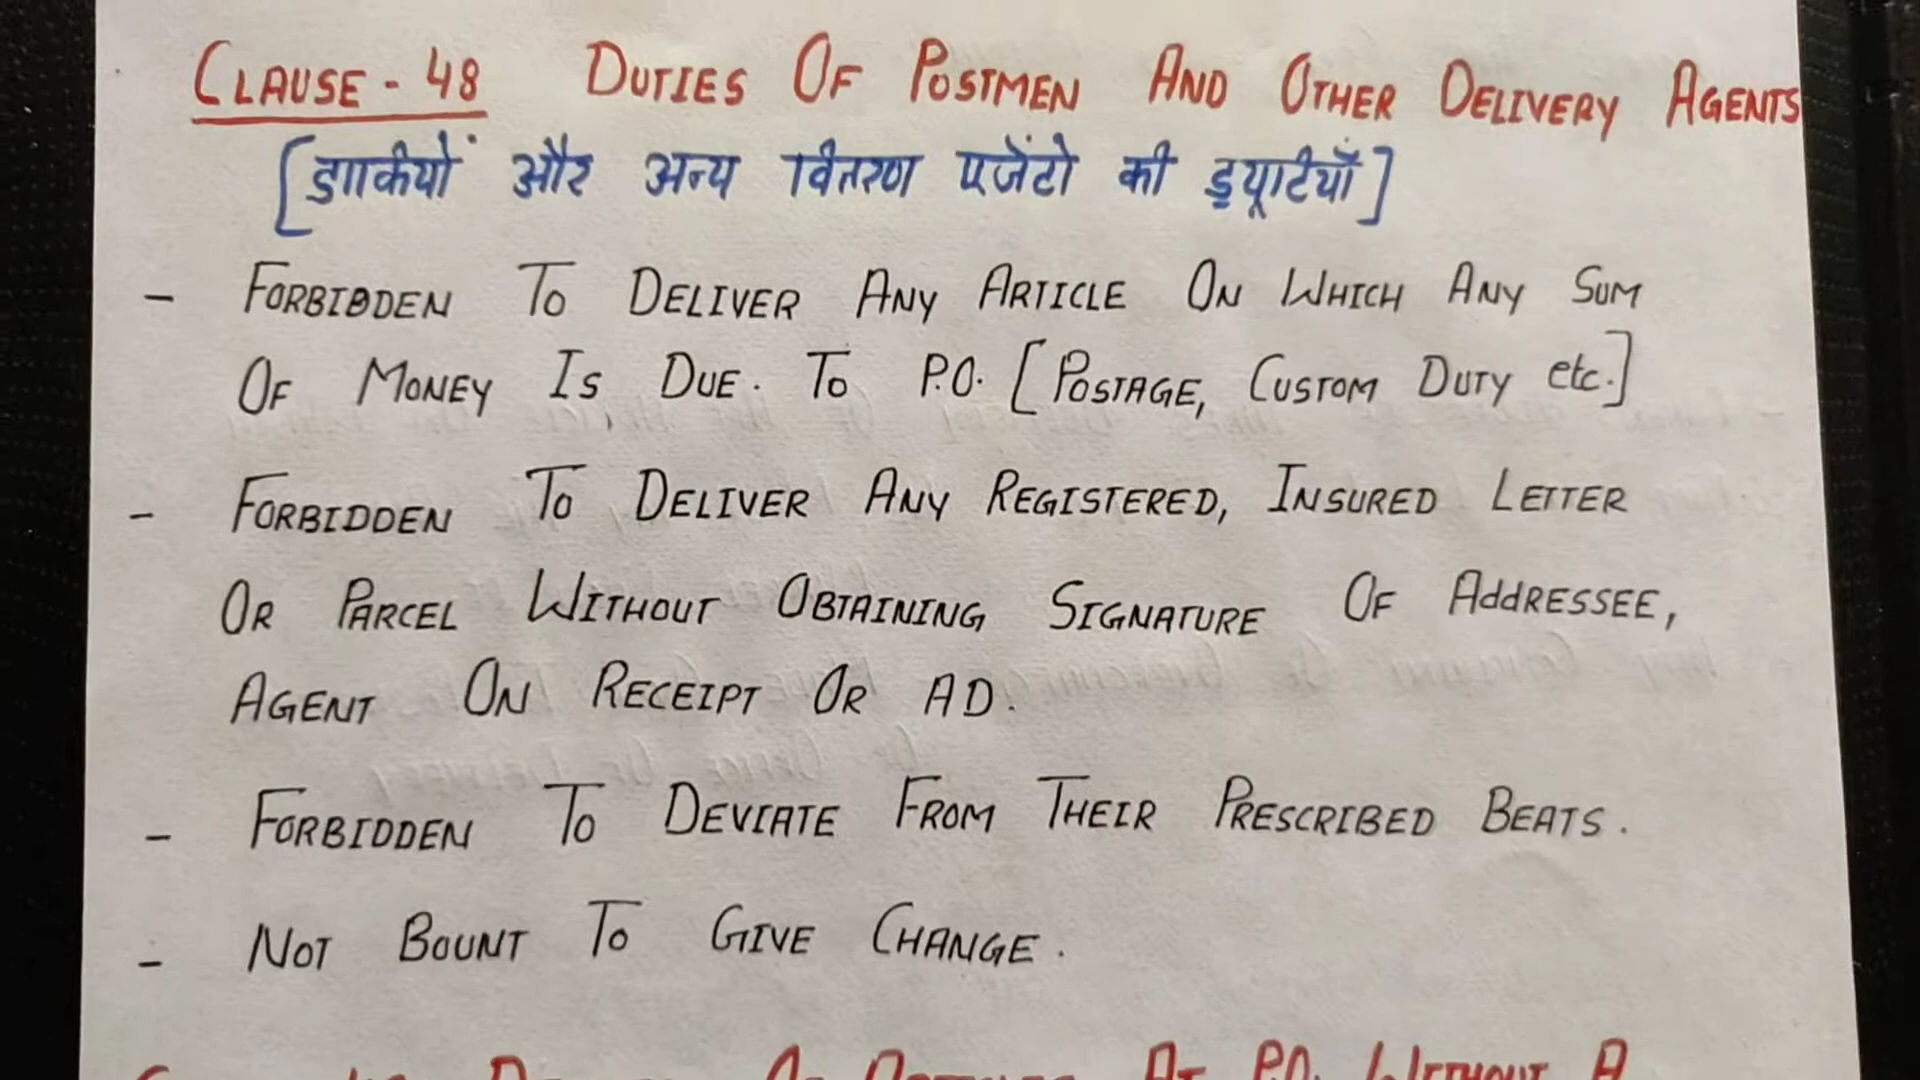 CLAUSE - 48 DUTIES OF POSTMEN AND OTHER DELIVERY AGENTS
[डाकीयों और अन्य वितरण एजेंटो की ड्यूटीयाँ]
- FORBIDDEN TO DELIVER ANY ARTICLE ON WHICH ANY SUM
OF MONEY IS DUE. TO P.O. [POSTAGE, CUSTOM DUTY etc.]
- FORBIDDEN TO DELIVER ANY REGISTERED, INSURED LETTER
OR PARCEL WITHOUT OBTAINING SIGNATURE OF ADDRESSEE,
AGENT ON RECEIPT OR AD.
- FORBIDDEN TO DEVIATE FROM THEIR PRESCRIBED BEATS.
- NOT BOUNT TO GIVE CHANGE.
AT P.O. WITHOUT A